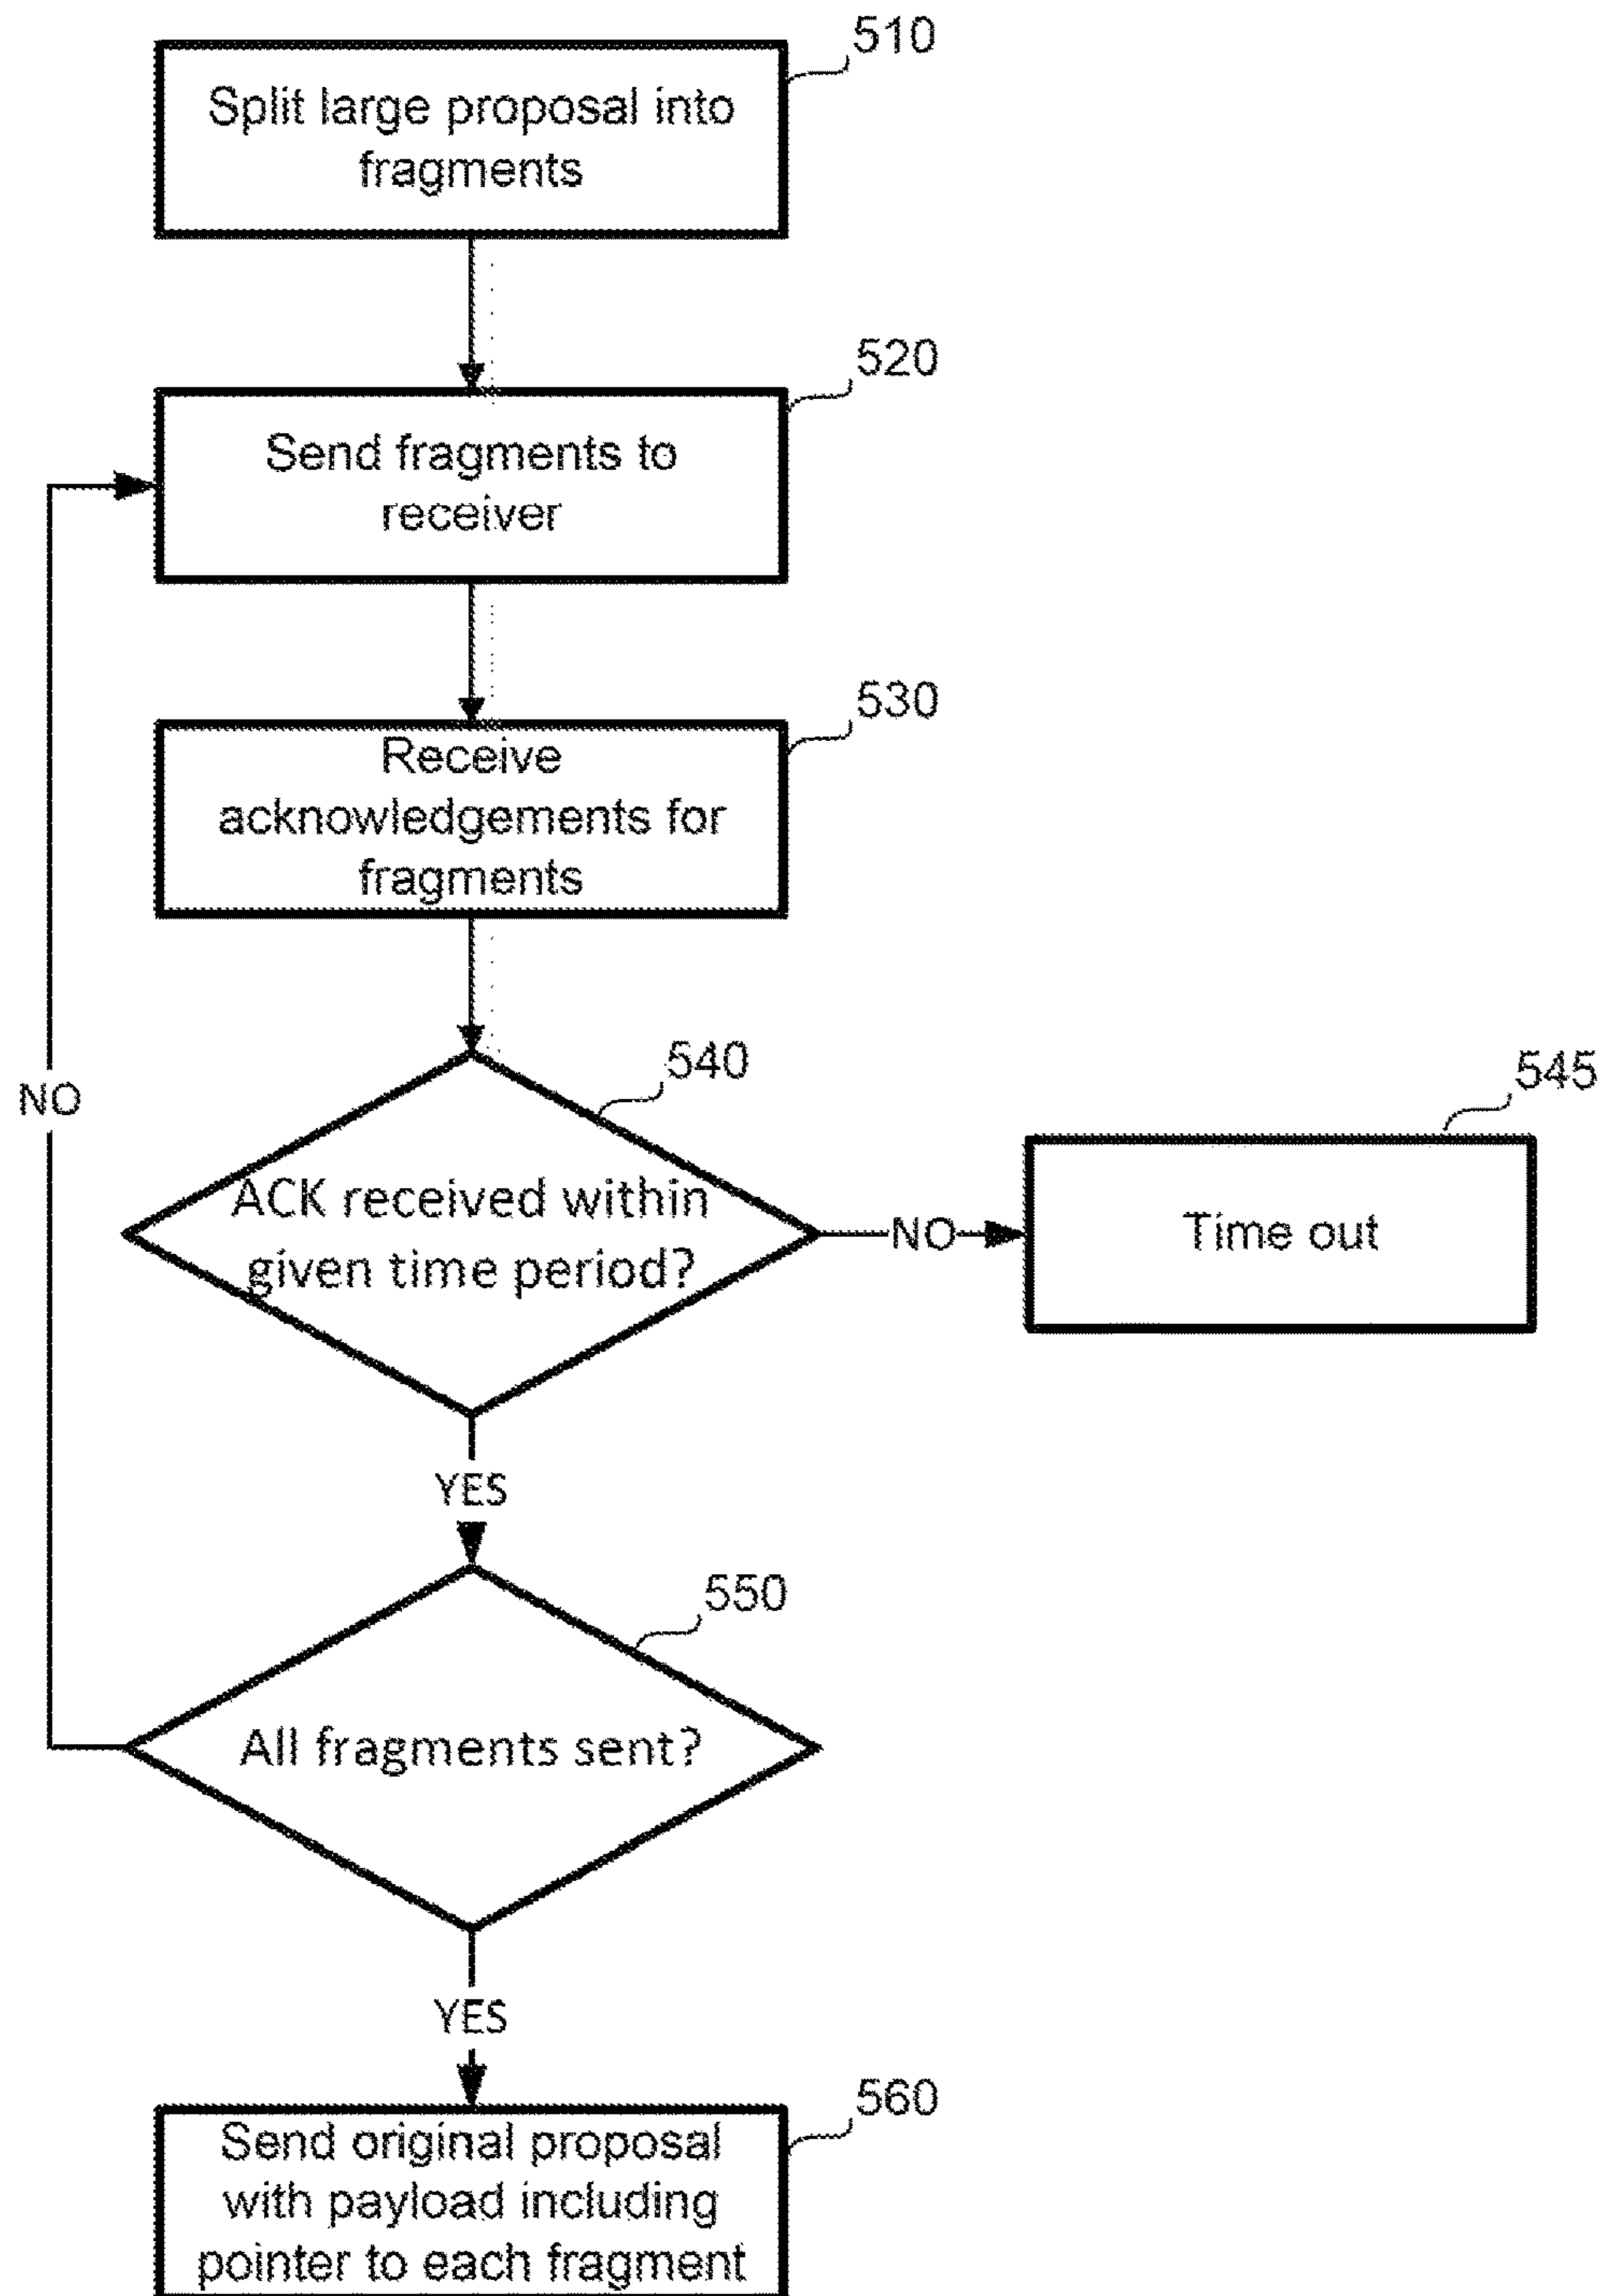 510
Split large proposal into
fragments
520
Send fragments to
receiver
530
Receive
acknowledgements for
fragments
540
ACK received within
given time period?
NO
545
Time out
NO
YES
550
All fragments sent?
YES
560
Send original proposal
with payload including
pointer to each fragment